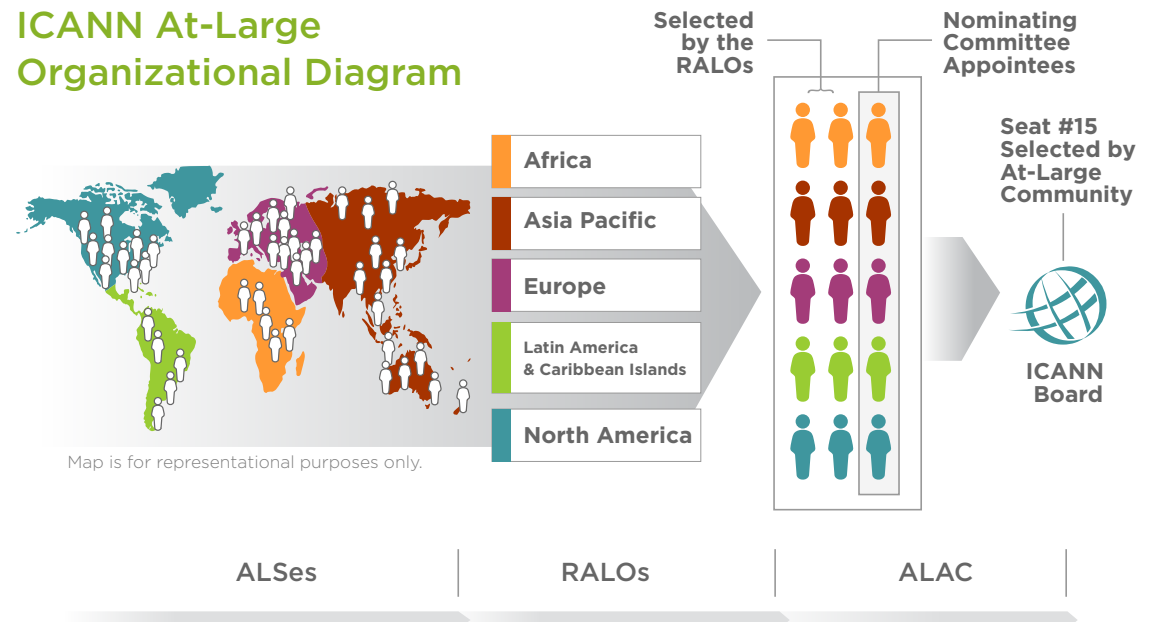 ICANN At-Large
Organizational Diagram
Selected
by the
RALOs
Nominating
Committee
Appointees
Seat #15
Selected by
At-Large
Community
Africa
Asia Pacific
Europe
Latin America
& Caribbean Islands
North America
ICANN
Board
Map is for representational purposes only.
ALSes
RALOs
ALAC